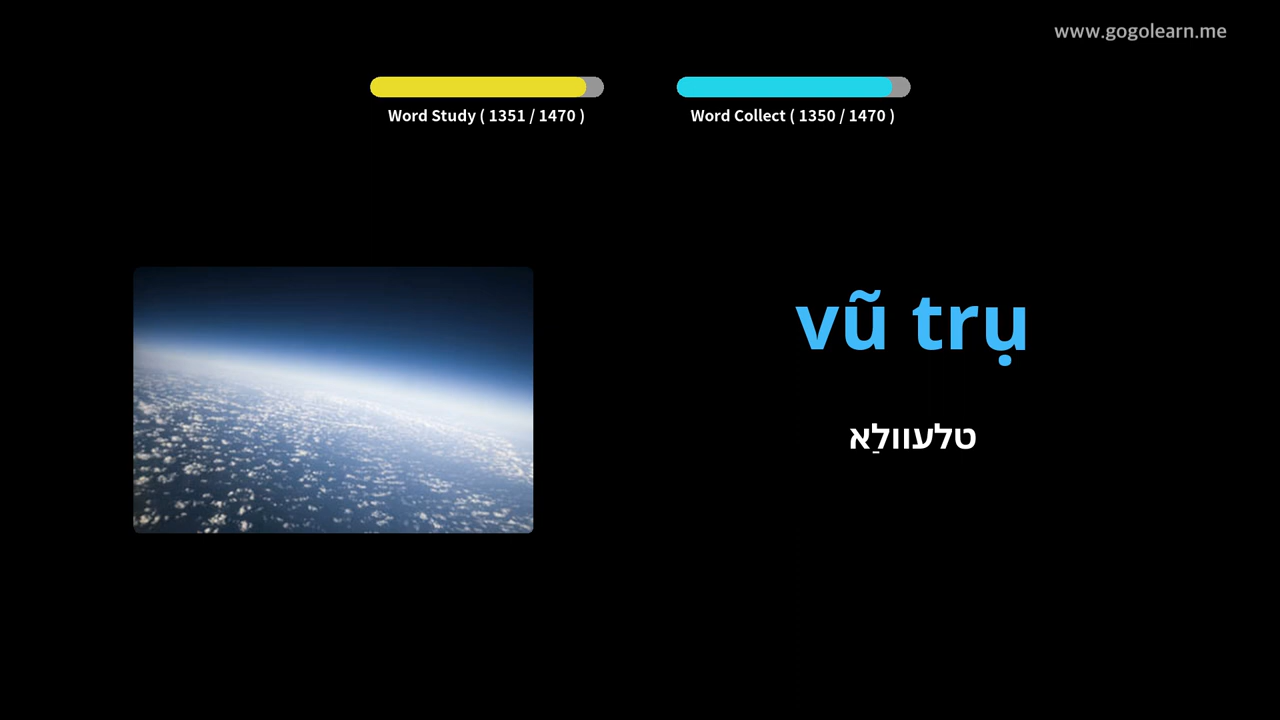 www.gogolearn.me
Word Study ( 1351 / 1470 )
Word Collect ( 1350 / 1470 )
vũ trụ
טלעוולַא